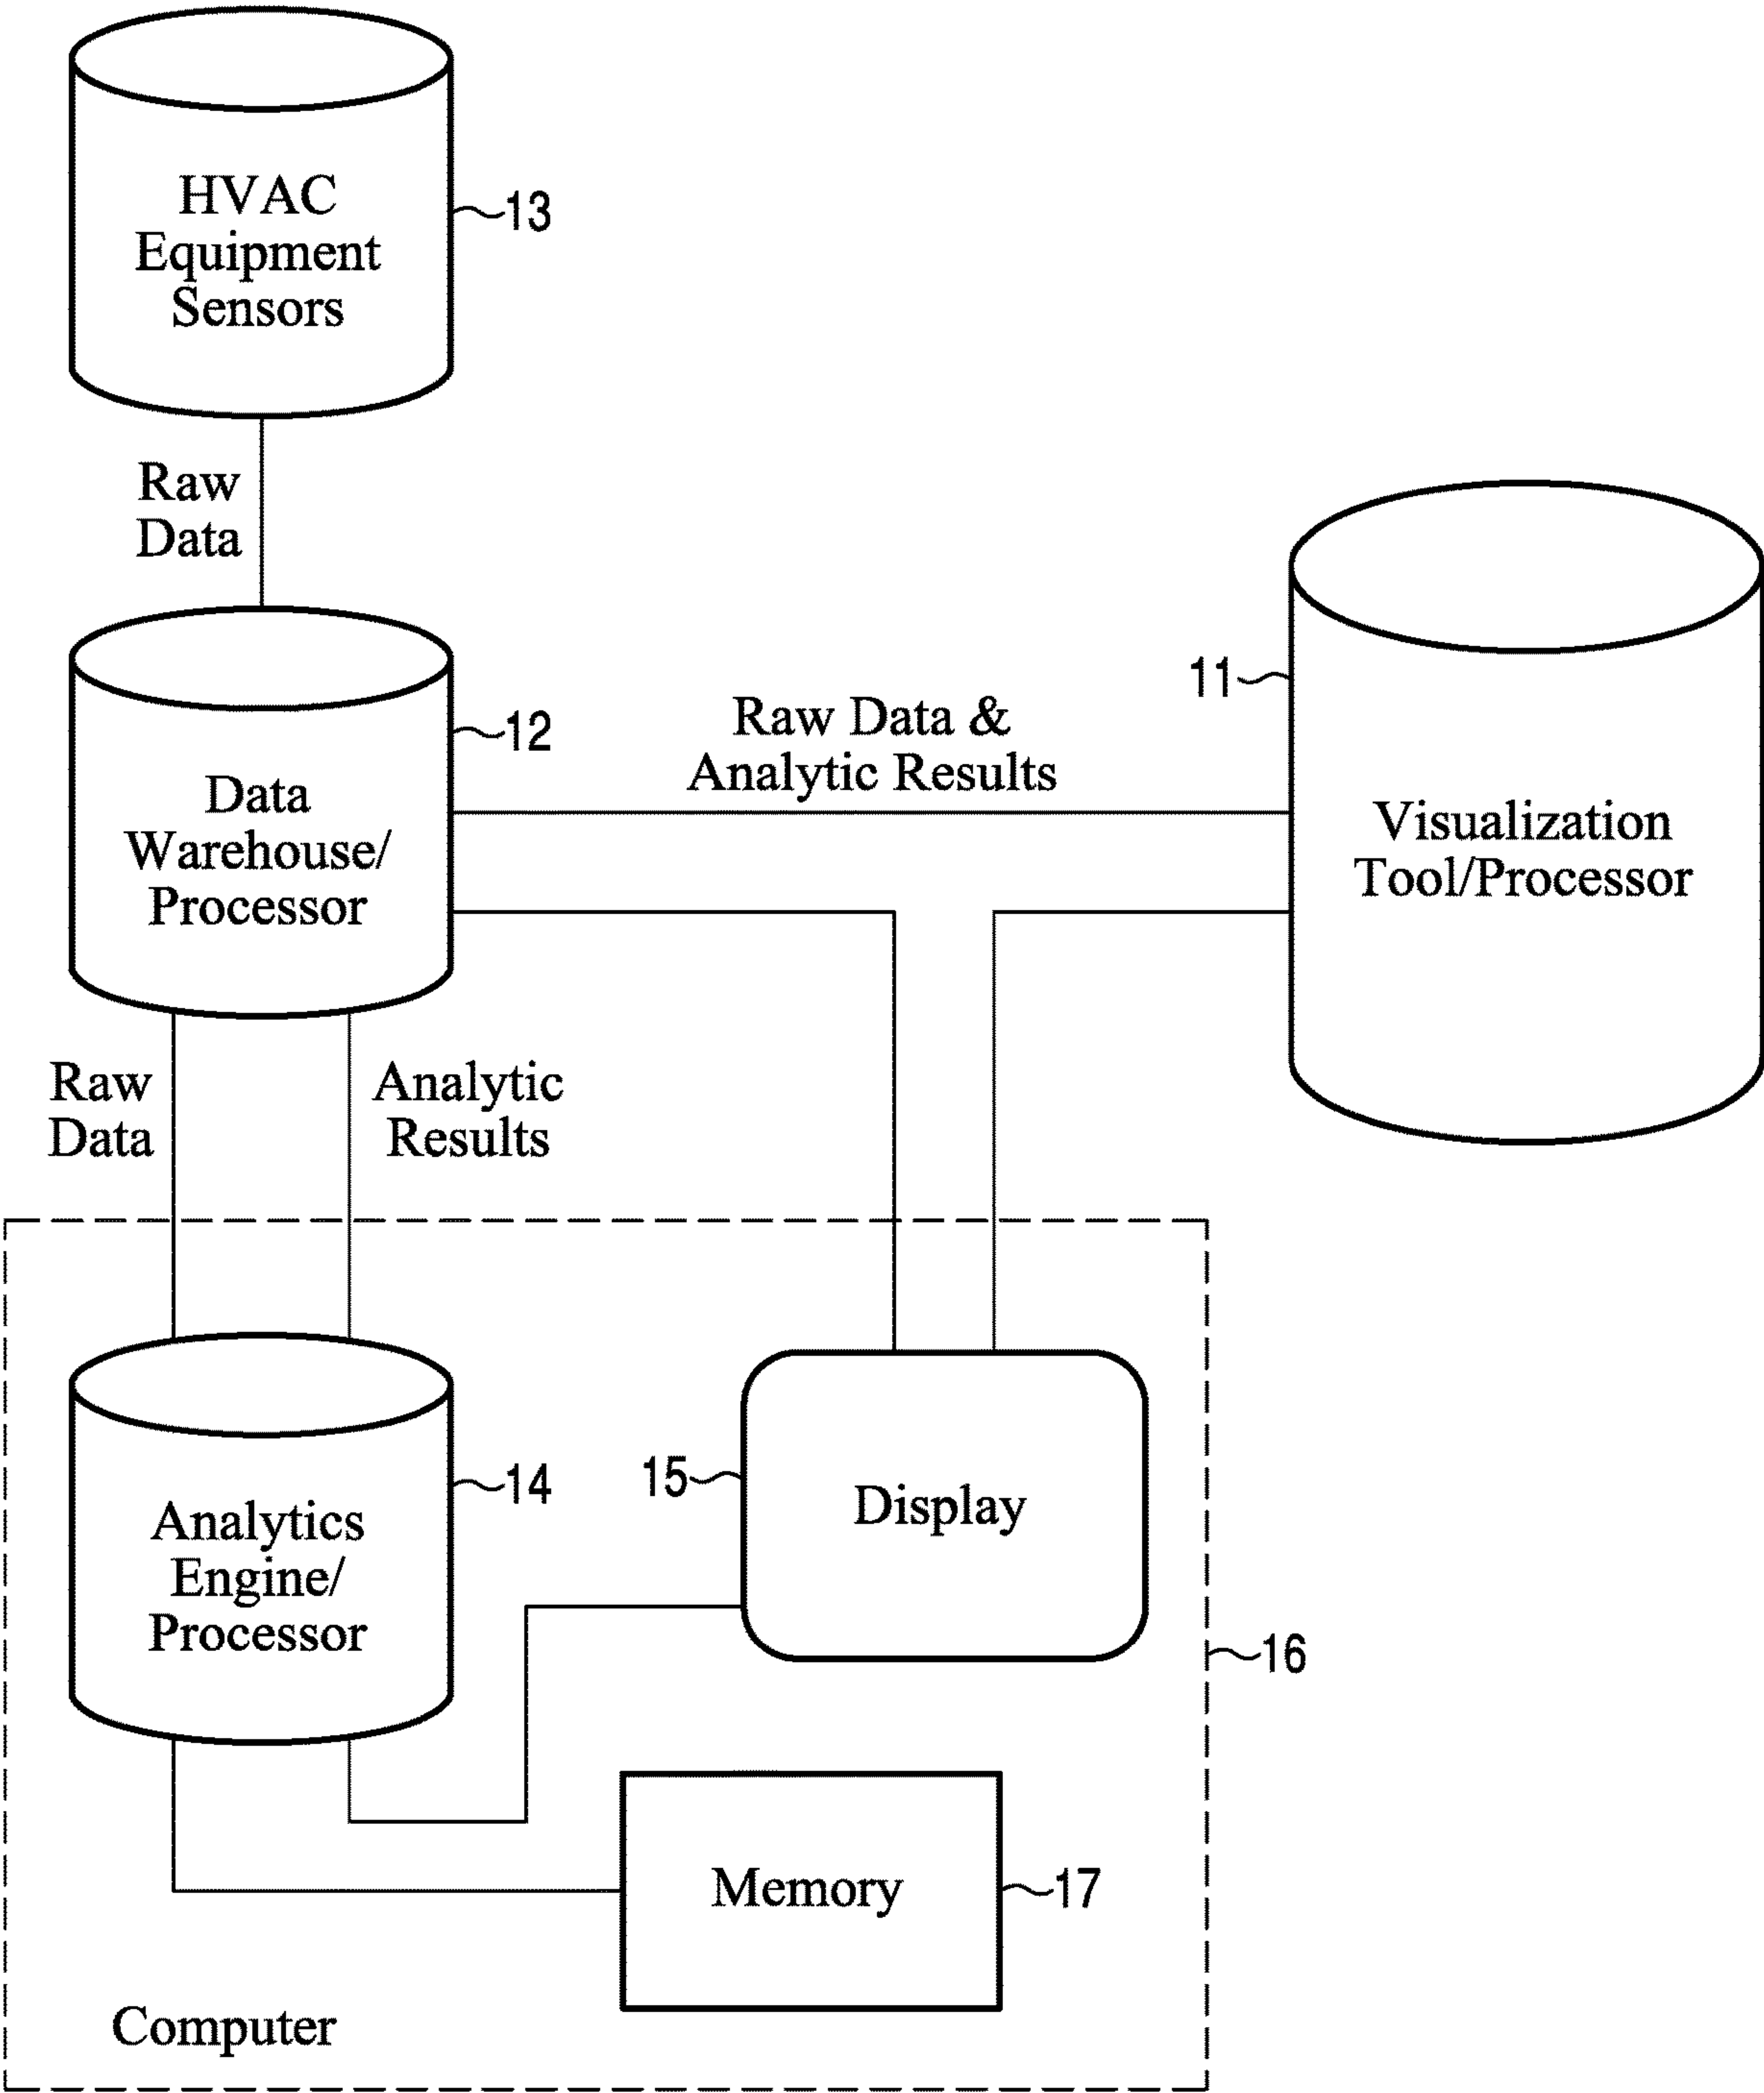 HVAC
Equipment
Sensors
13
Raw
Data
Data
Warehouse/
Processor
12
Raw Data &
Analytic Results
11
Visualization
Tool/Processor
Raw
Data
Analytic
Results
Analytics
Engine/
Processor
14
15
Display
16
Memory
17
Computer